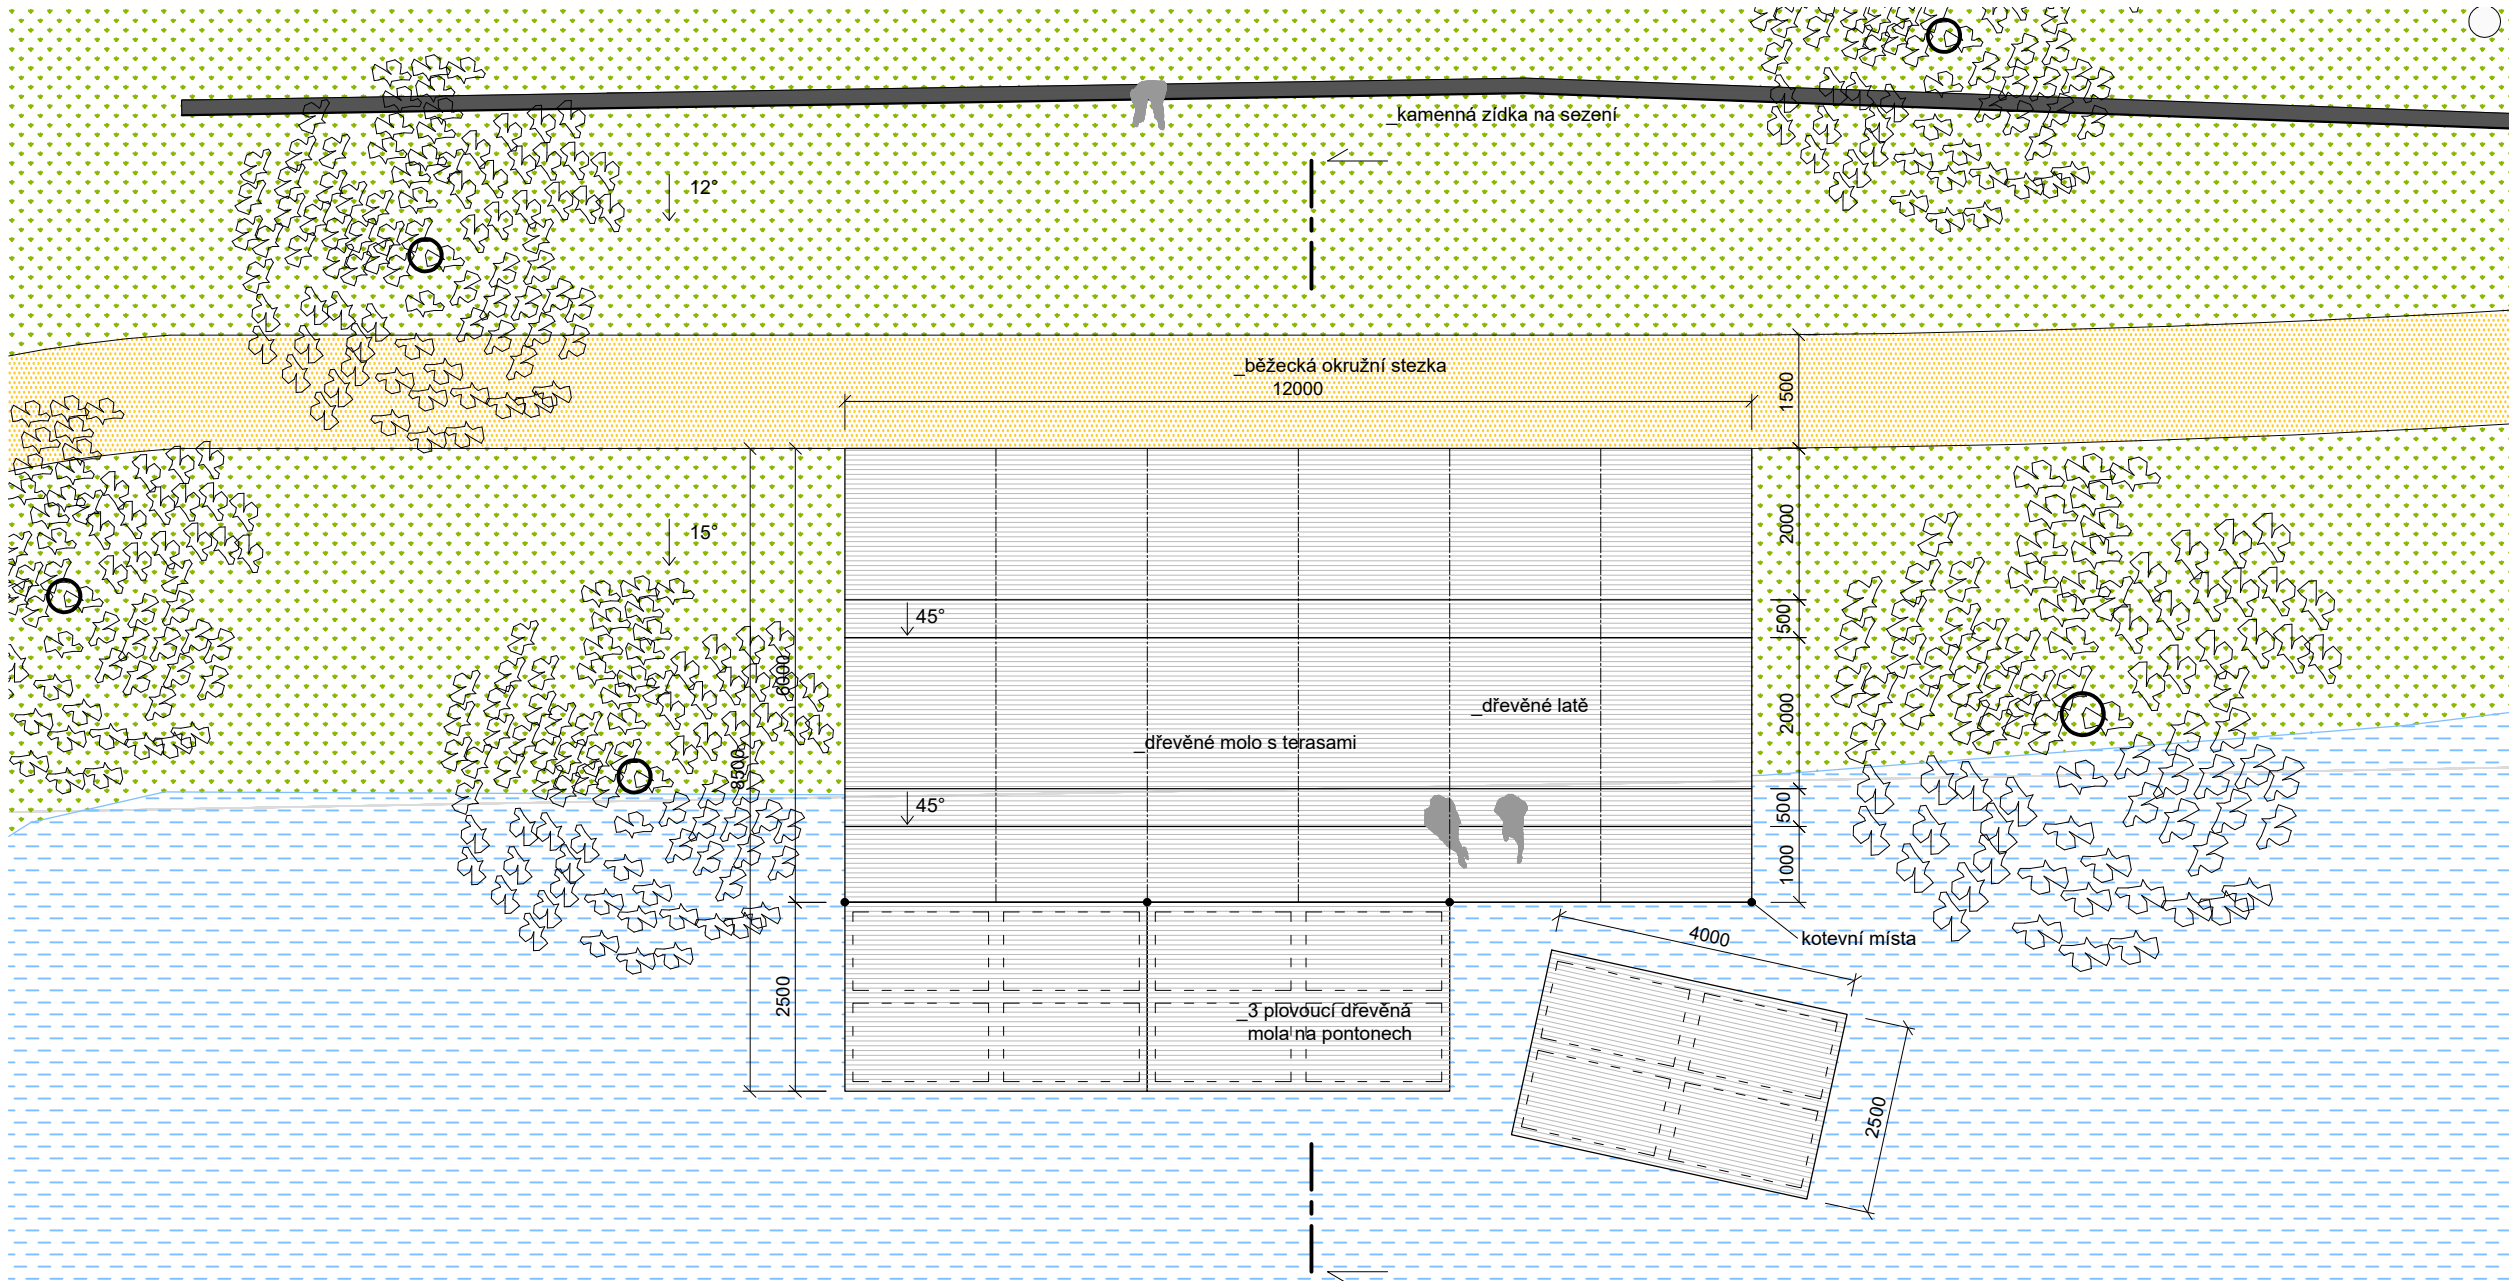 _kamenná zídka na sezení
12°
_běžecká okružní stezka
12000
1500
2000
15°
500
45°
6000
2000
_dřevěné latě
_dřevěné molo s terasami
8500
500
45°
1000
4000
kotevní místa
2500
_3 plovoucí dřevěná
mola na pontonech
2500